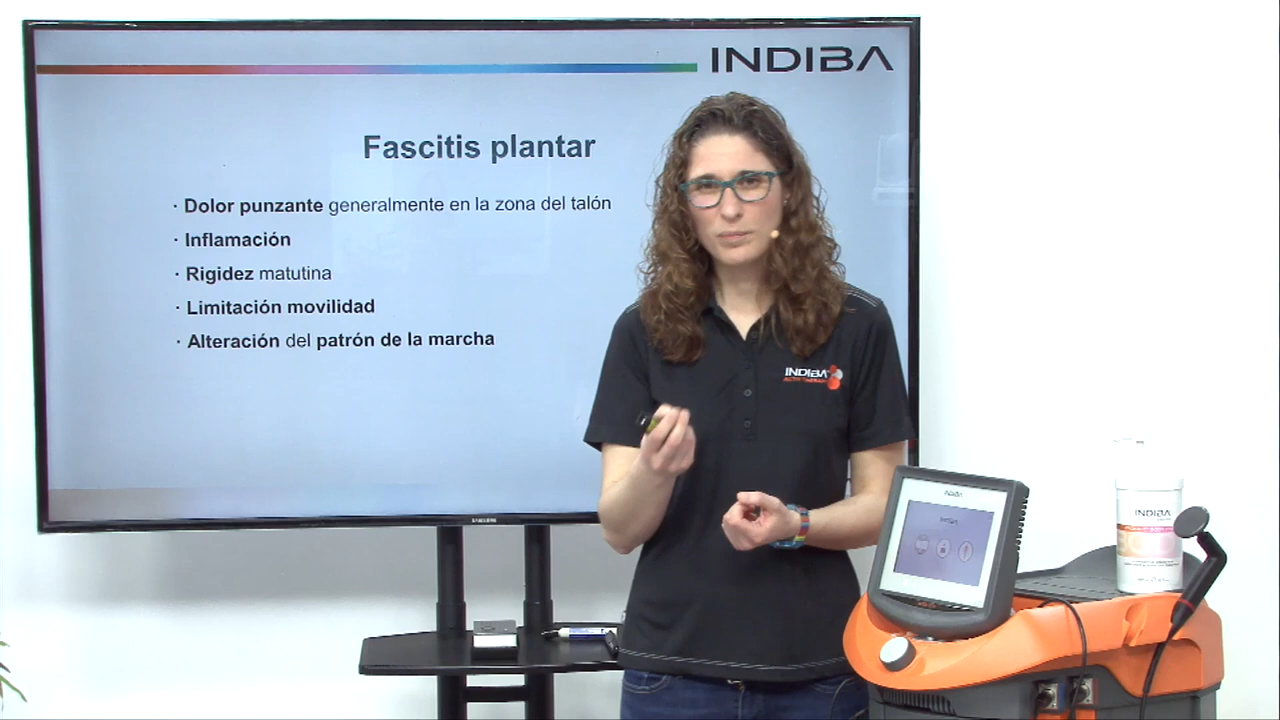 INDIBA
Fascitis plantar
· Dolor punzante generalmente en la zona del talón
· Inflamación
· Rigidez matutina
· Limitación movilidad
· Alteración del patrón de la marcha
INDIBA
SAMSUNG
INDIBA